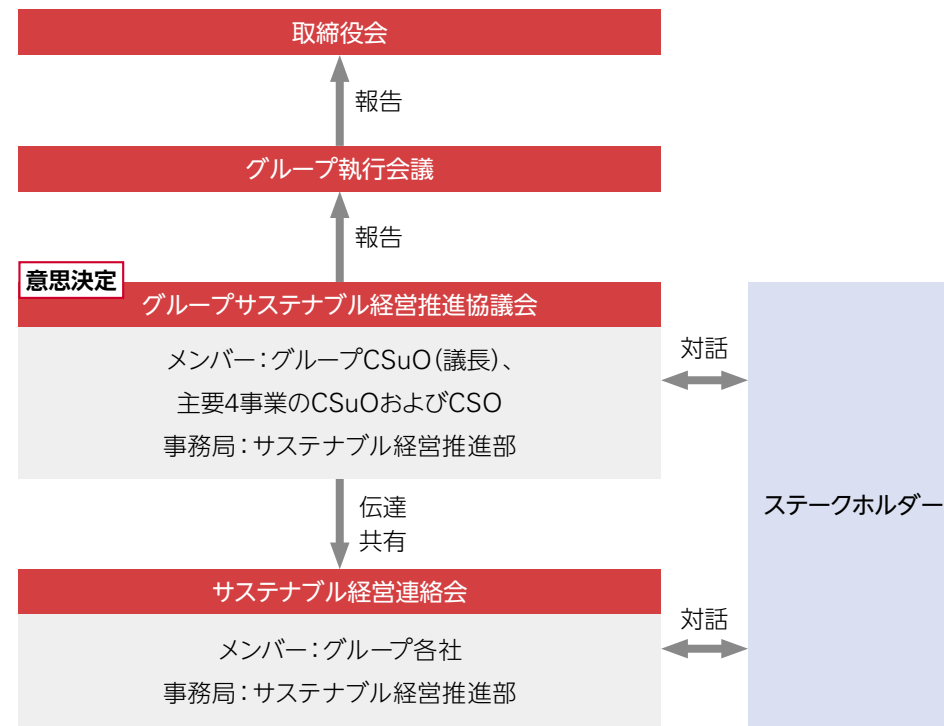 取締役会
報告
グループ執行会議
報告
意思決定
グループサステナブル経営推進協議会
メンバー：グループCSuO（議長）、
主要4事業のCSuOおよびCSO
事務局：サステナブル経営推進部
対話
伝達
共有
ステークホルダー
サステナブル経営連絡会
メンバー：グループ各社
事務局：サステナブル経営推進部
対話